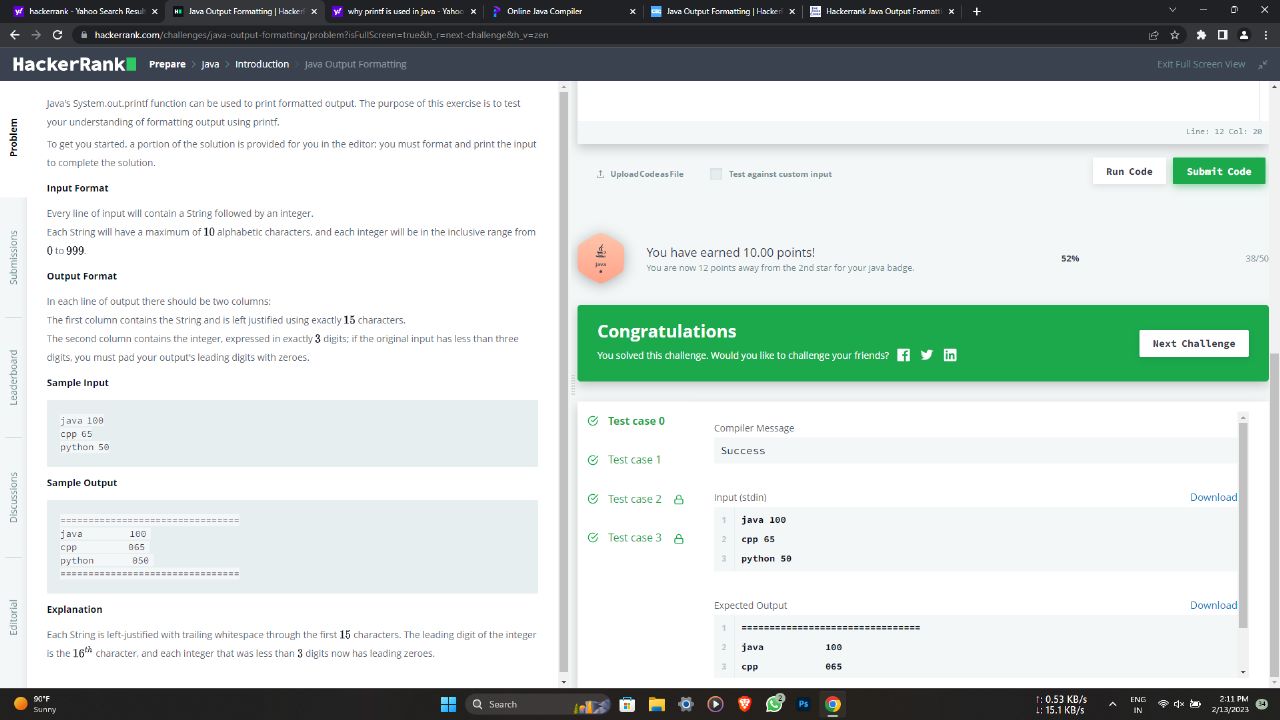 hackerrank - Yahoo Search Resul
Java Output Formatting | HackerR
why printf is used in java - Yahoo
Online Java Compiler
Java Output Formatting | HackerR
Hackerrank Java Output Formatti
hackerrank.com/challenges/java-output-formatting/problem?isFullScreen=true&h_r=next-challenge&h_v=zen
HackerRank
Prepare > Java > Introduction > Java Output Formatting
Exit Full Screen View
Problem
Submissions
Leaderboard
Discussions
Editorial
Java's System.out.printf function can be used to print formatted output. The purpose of this exercise is to test
your understanding of formatting output using printf.
To get you started, a portion of the solution is provided for you in the editor; you must format and print the input
to complete the solution.
Input Format
Every line of input will contain a String followed by an integer.
Each String will have a maximum of 10 alphabetic characters, and each integer will be in the inclusive range from
0 to 999.
Output Format
In each line of output there should be two columns:
The first column contains the String and is left justified using exactly 15 characters.
The second column contains the integer, expressed in exactly 3 digits; if the original input has less than three
digits, you must pad your output's leading digits with zeroes.
Sample Input
java 100
cpp 65
python 50
Sample Output
================================
java           100
cpp            065
python         050
================================
Explanation
Each String is left-justified with trailing whitespace through the first 15 characters. The leading digit of the integer
is the 16th character, and each integer that was less than 3 digits now has leading zeroes.
Line: 12 Col: 20
Upload Code as File
Test against custom input
Run Code
Submit Code
Java
You have earned 10.00 points!
You are now 12 points away from the 2nd star for your java badge.
52%
38/50
Congratulations
You solved this challenge. Would you like to challenge your friends?
Next Challenge
Test case 0
Test case 1
Test case 2
Test case 3
Compiler Message
Success
Input (stdin)
Download
1 java 100
2 cpp 65
3 python 50
Expected Output
Download
1 ================================
2 java           100
3 cpp            065
90°F
Sunny
Search
2
Ps
↑: 0.53 KB/s
↓: 15.1 KB/s
ENG
IN
2:11 PM
2/13/2023